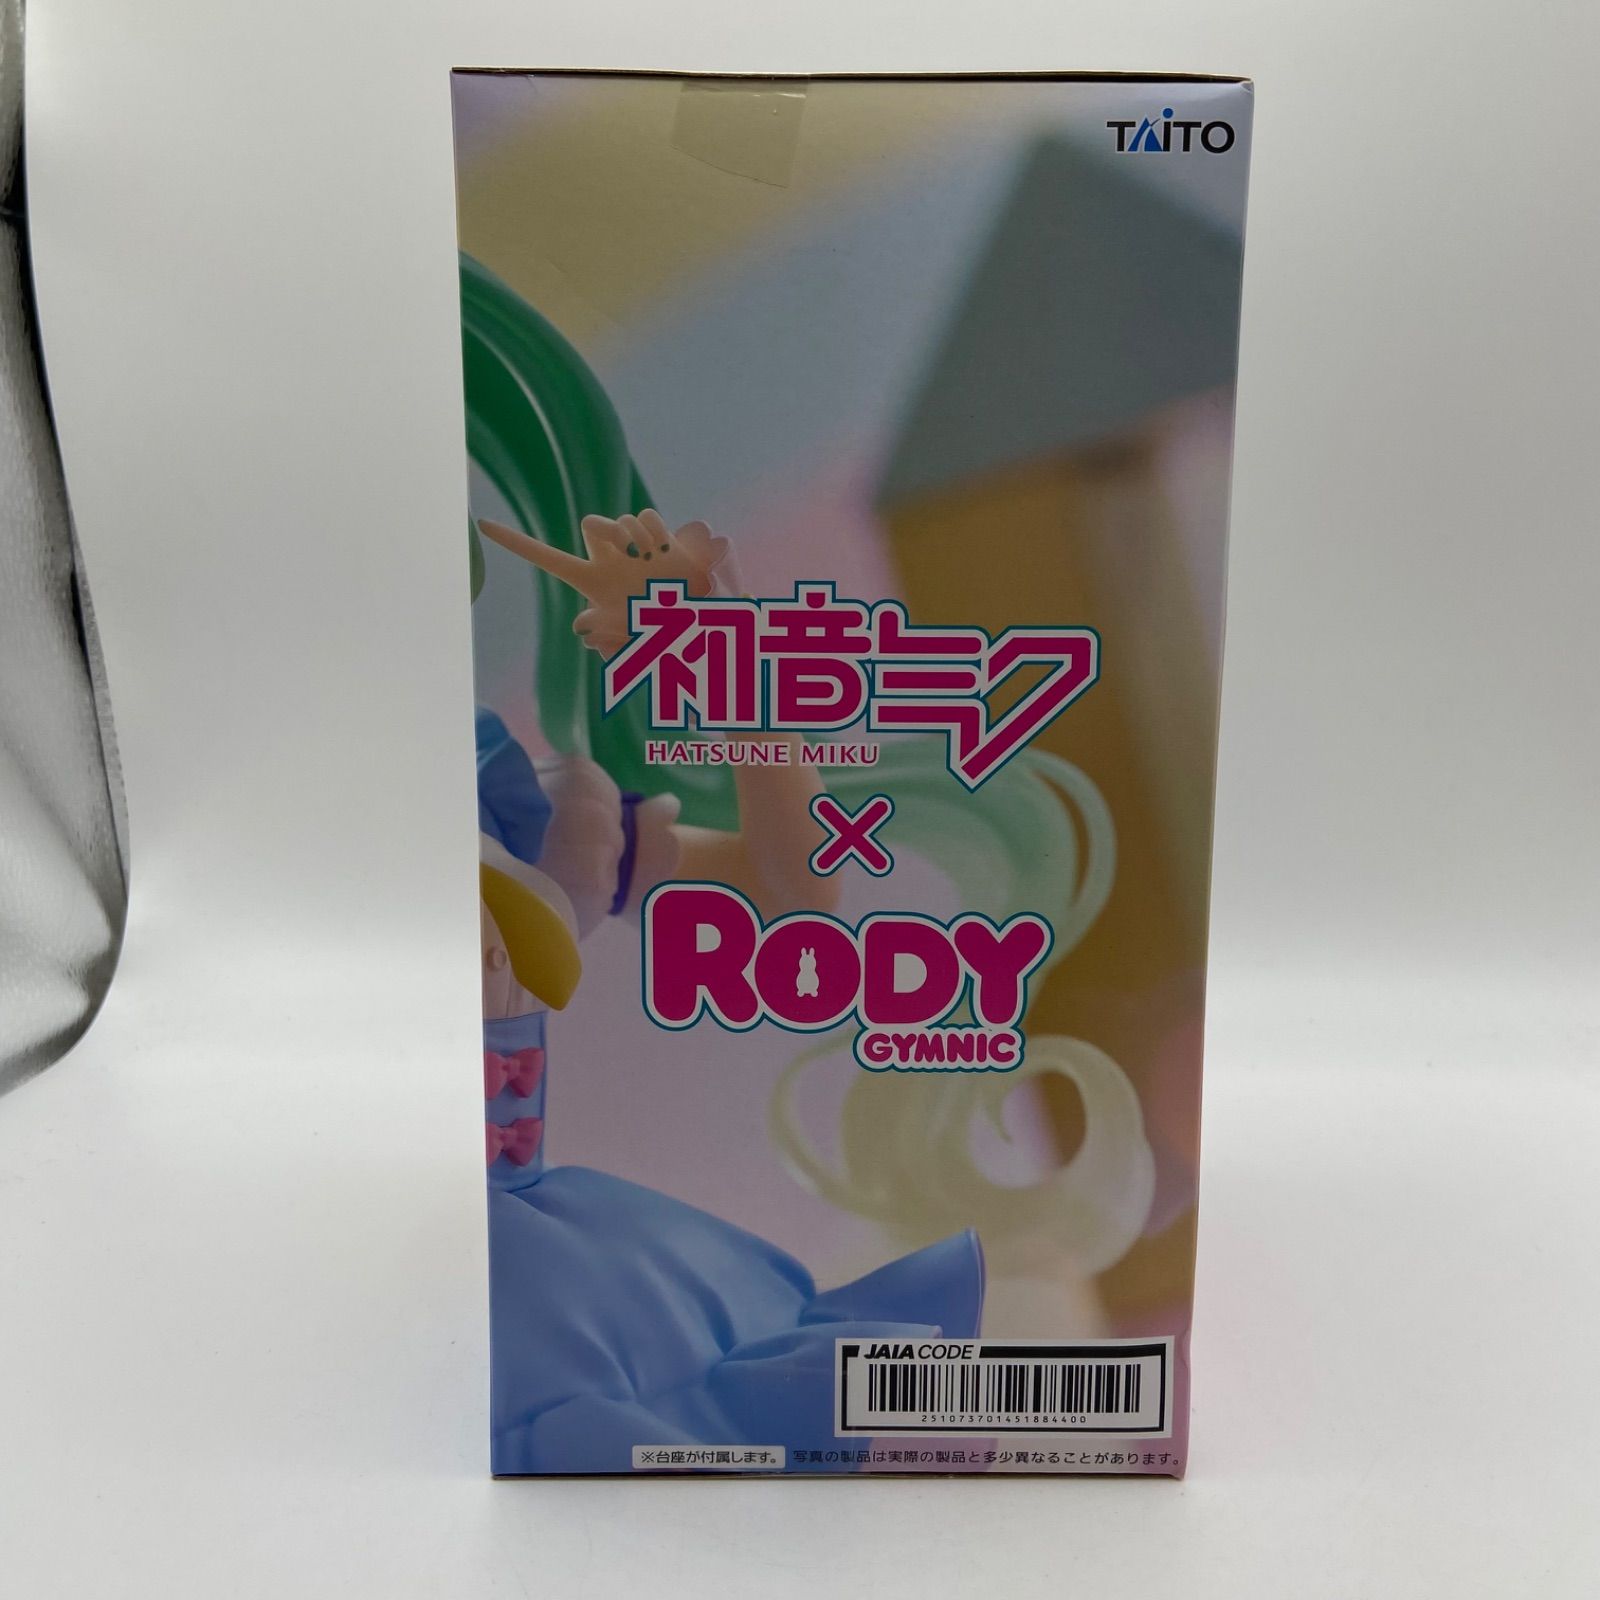 TAITO
初音ミク
HATSUNE MIKU
×
RODY
GYMNIC
JAIA CODE
251073701451884400
※台座が付属します。 写真の製品は実際の製品と多少異なることがあります。